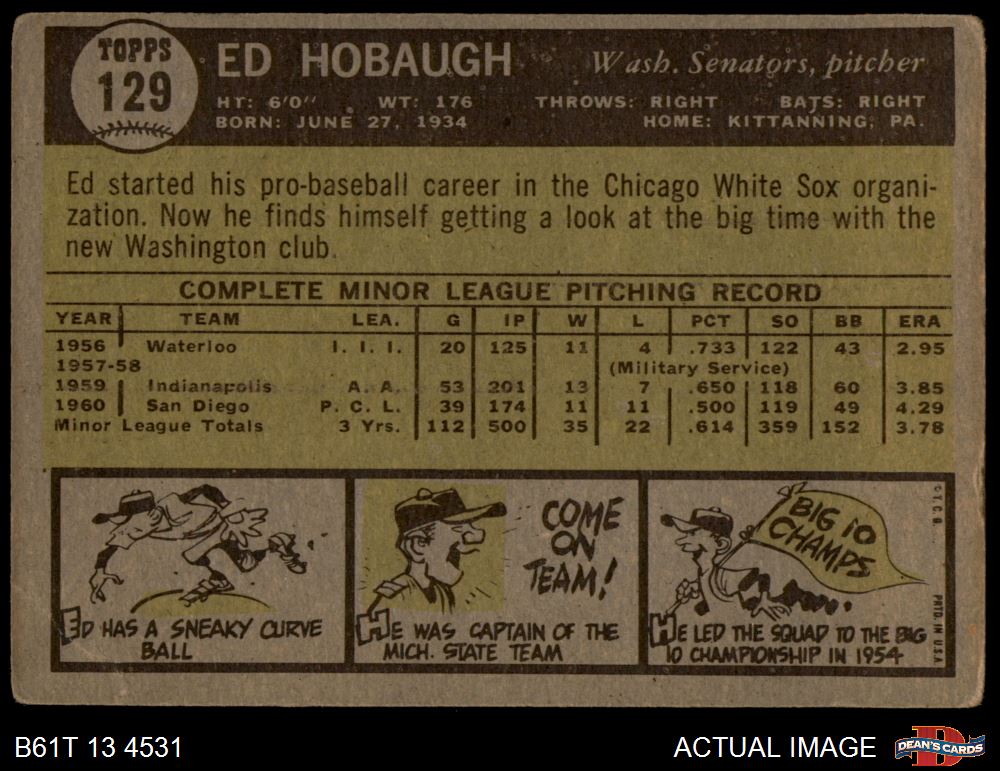 TOPPS
129
ED HOBAUGH
Wash. Senators, pitcher
HT: 6'0" WT: 176 THROWS: RIGHT BATS: RIGHT
BORN: JUNE 27, 1934 HOME: KITTANNING, PA.
Ed started his pro-baseball career in the Chicago White Sox organi-
zation. Now he finds himself getting a look at the big time with the
new Washington club.
COMPLETE MINOR LEAGUE PITCHING RECORD
YEAR TEAM LEA. G IP W L PCT SO BB ERA
1956 Waterloo I. I. I. 20 125 11 4 .733 122 43 2.95
1957-58 (Military Service)
1959 Indianapolis A. A. 53 201 13 7 .650 118 60 3.85
1960 San Diego P. C. L. 39 174 11 11 .500 119 49 4.29
Minor League Totals 3 Yrs. 112 500 35 22 .614 359 152 3.78
ED HAS A SNEAKY CURVE
BALL
COME
ON
TEAM!
HE WAS CAPTAIN OF THE
MICH. STATE TEAM
BIG 10
CHAMPS
HE LED THE SQUAD TO THE BIG
10 CHAMPIONSHIP IN 1954
© T. C. G.
PRTD. IN U.S.A.
B61T 13 4531
ACTUAL IMAGE
DEAN'S CARDS